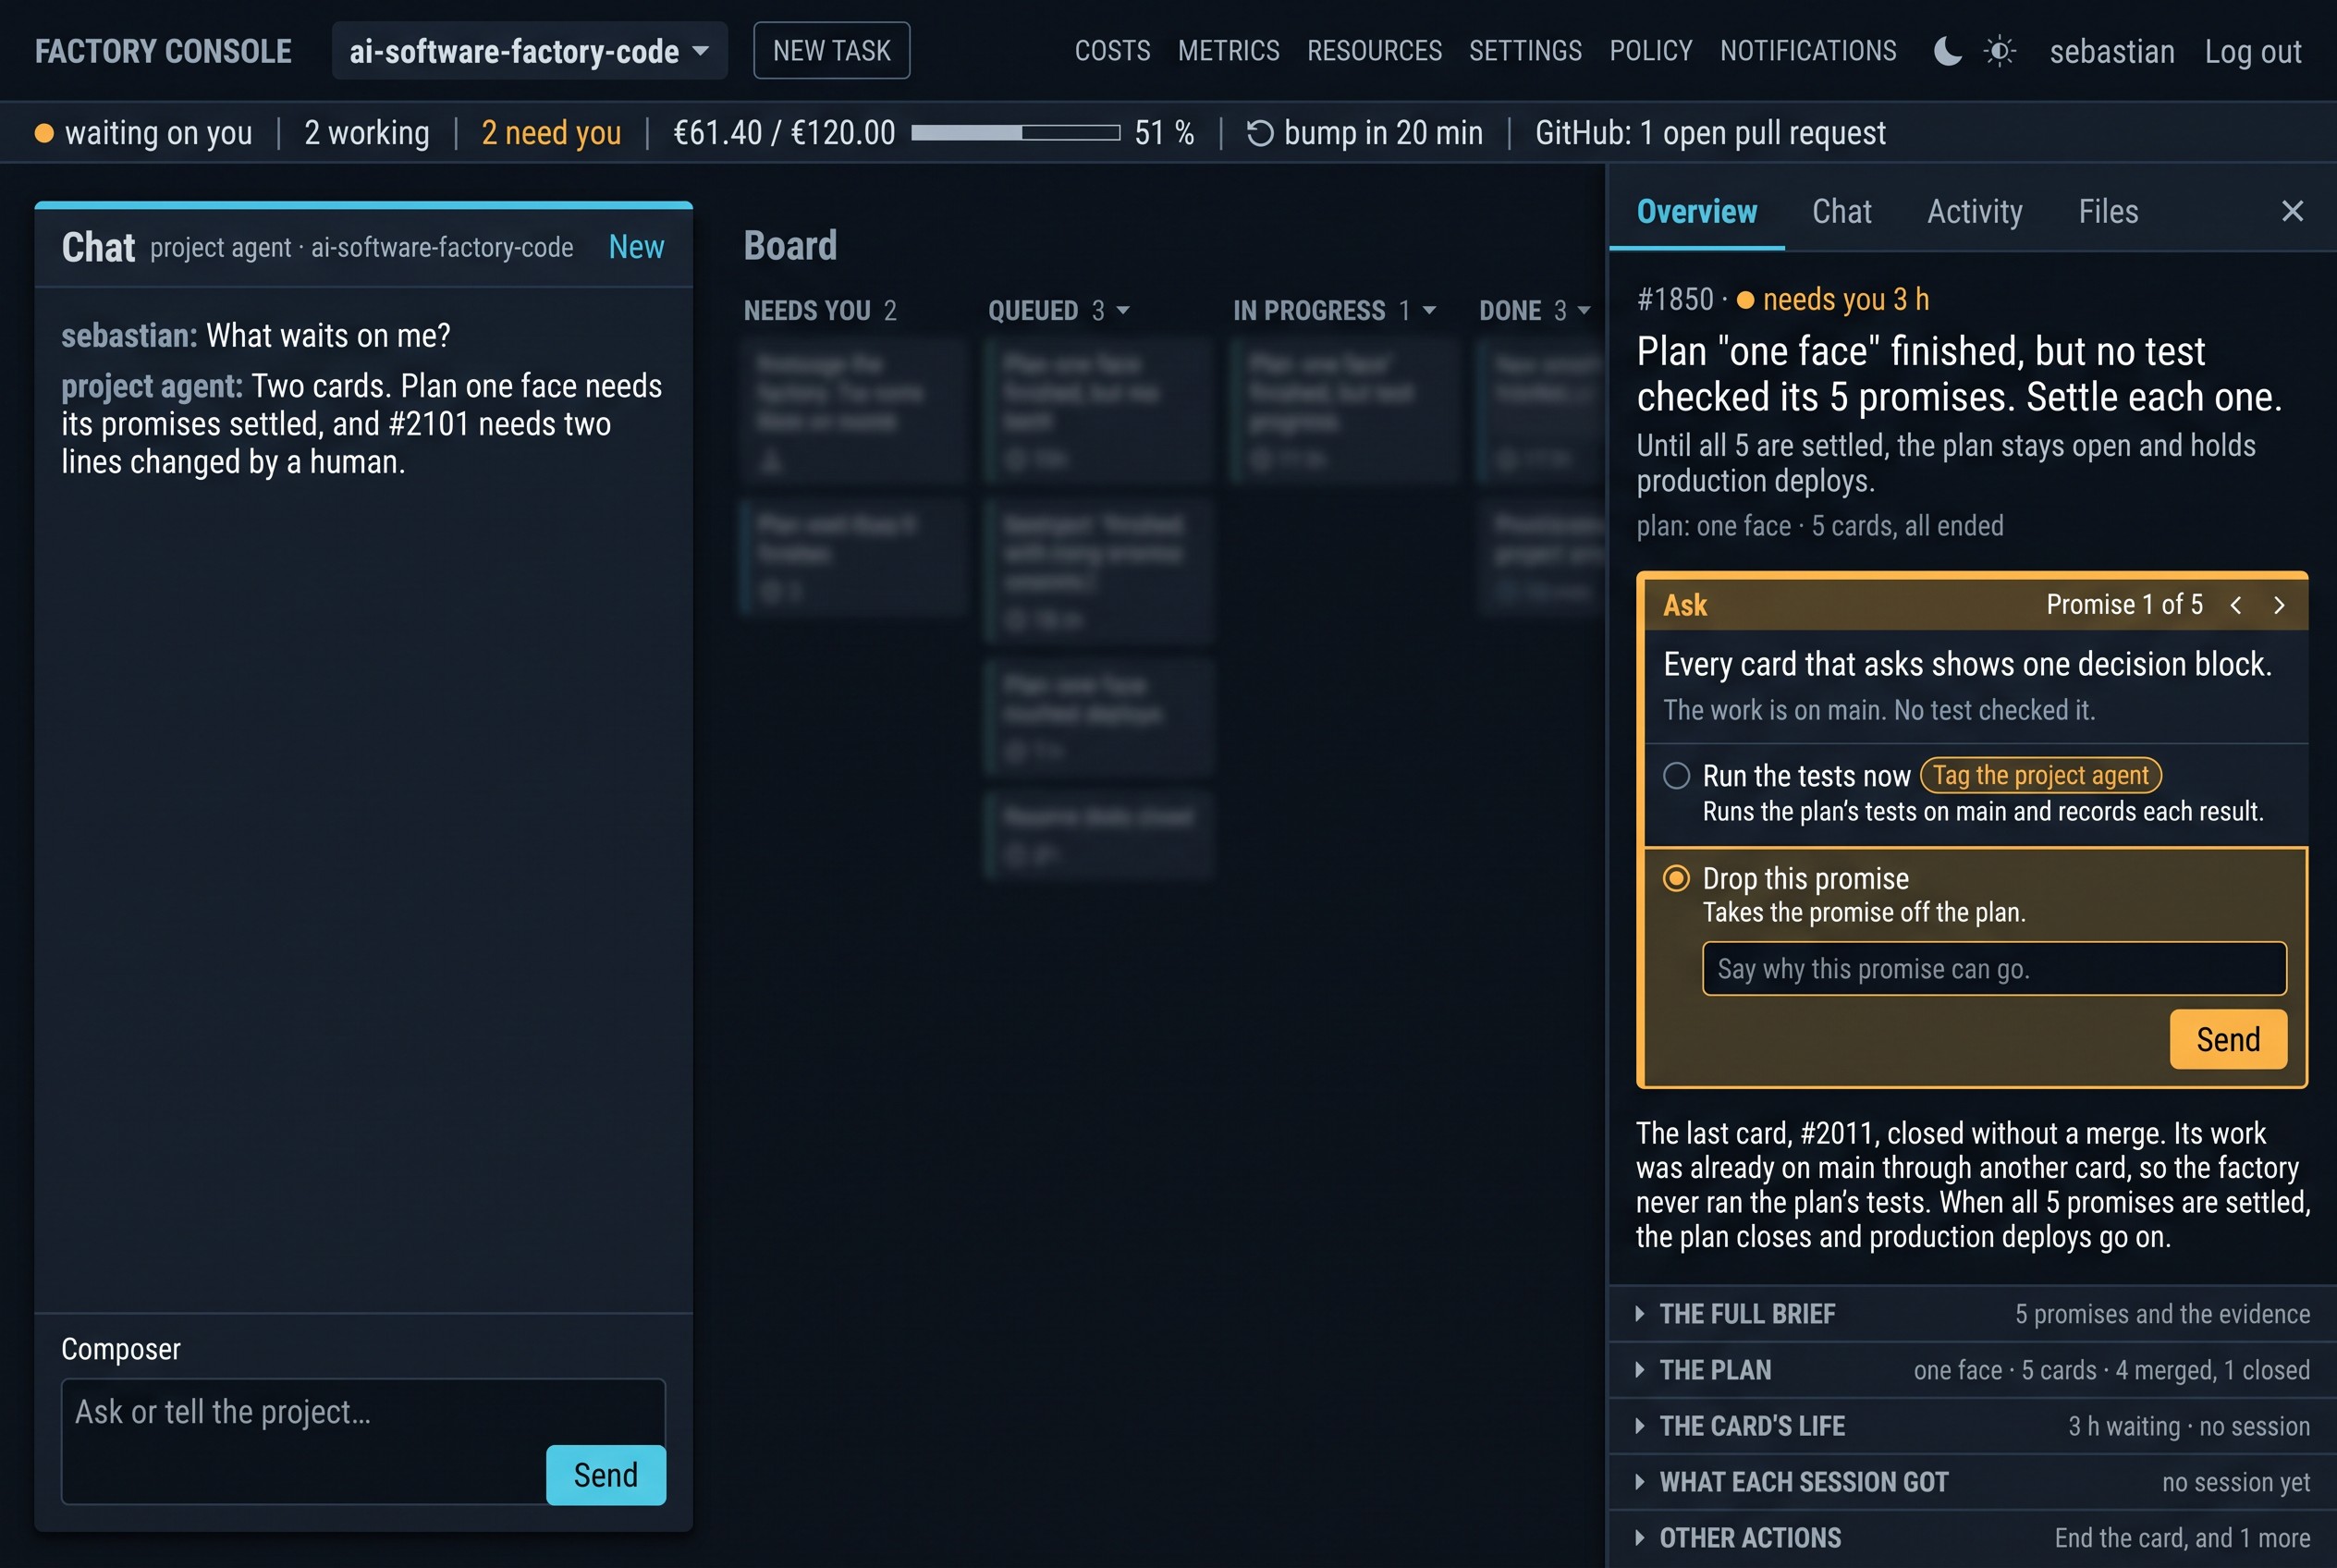 FACTORY CONSOLE ai-software-factory-code NEW TASK COSTS METRICS RESOURCES SETTINGS POLICY NOTIFICATIONS sebastian Log out
waiting on you | 2 working | 2 need you | €61.40 / €120.00 51 % | bump in 20 min | GitHub: 1 open pull request
Chat project agent · ai-software-factory-code New
sebastian: What waits on me?
project agent: Two cards. Plan one face needs
its promises settled, and #2101 needs two
lines changed by a human.
Composer
Ask or tell the project...
Send
Board
NEEDS YOU 2 QUEUED 3 IN PROGRESS 1 DONE 3
Overview Chat Activity Files
#1850 · needs you 3 h
Plan "one face" finished, but no test
checked its 5 promises. Settle each one.
Until all 5 are settled, the plan stays open and holds
production deploys.
plan: one face · 5 cards, all ended
Ask Promise 1 of 5
Every card that asks shows one decision block.
The work is on main. No test checked it.
Run the tests now Tag the project agent
Runs the plan's tests on main and records each result.
Drop this promise
Takes the promise off the plan.
Say why this promise can go.
Send
The last card, #2011, closed without a merge. Its work
was already on main through another card, so the factory
never ran the plan's tests. When all 5 promises are settled,
the plan closes and production deploys go on.
THE FULL BRIEF 5 promises and the evidence
THE PLAN one face · 5 cards · 4 merged, 1 closed
THE CARD'S LIFE 3 h waiting · no session
WHAT EACH SESSION GOT no session yet
OTHER ACTIONS End the card, and 1 more